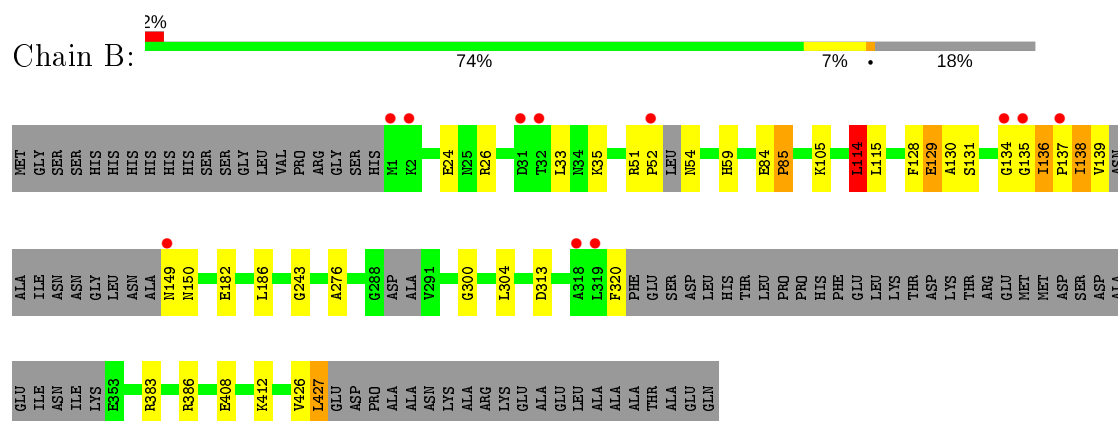 2%
Chain B:
74% 7% • 18%
MET GLY SER SER HIS HIS HIS HIS HIS HIS SER SER GLY LEU VAL PRO ARG GLY SER HIS M1 K2 E24 N25 R26 D31 T32 L33 N34 K35 R51 P52 LEU N54 H59 E84 P85 K105 L114 L115 F128 E129 A130 S131 G134 G135 I136 P137 I138 V139 ASN
ALA ILE ASN ASN GLY LEU ASN ALA N149 N150 E182 L186 G243 A276 G288 ASP ALA V291 G300 L304 D313 A318 L319 F320 PHE GLU SER ASP LEU HIS THR LEU PRO PRO HIS PHE GLU LEU LYS THR ASP LYS THR ARG GLU MET MET ASP SER ASP ALA
GLU ILE ASN ILE LYS E353 R383 R386 E408 K412 V426 L427 GLU ASP PRO ALA ALA ASN LYS ALA ARG LYS GLU ALA GLU LEU ALA ALA ALA THR ALA GLU GLN